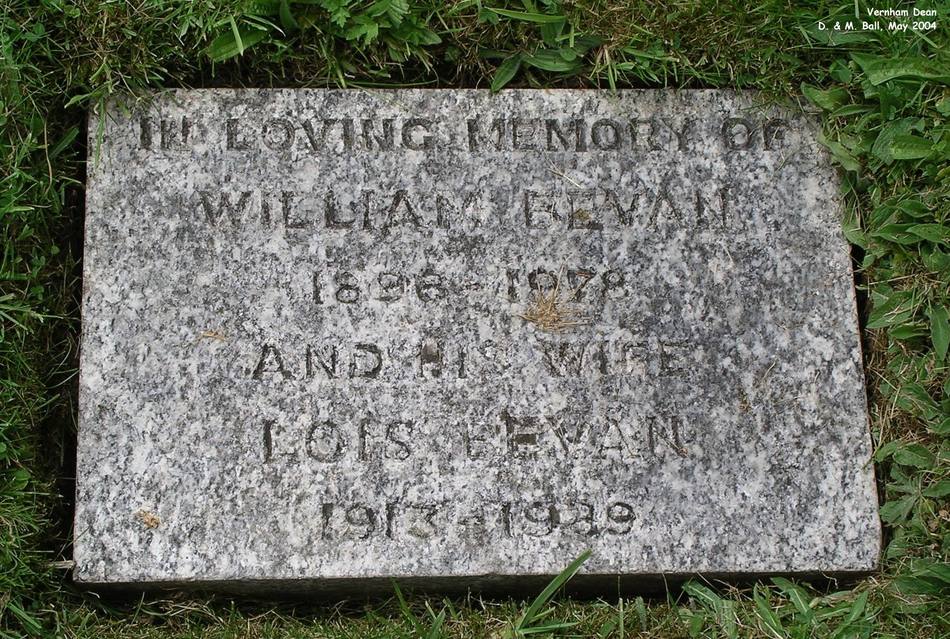 Vernham Dean
D. & M. Ball, May 2004
IN LOVING MEMORY OF
WILLIAM BEVAN
1896 - 1978
AND HIS WIFE
LOIS BEVAN
1913 - 1989